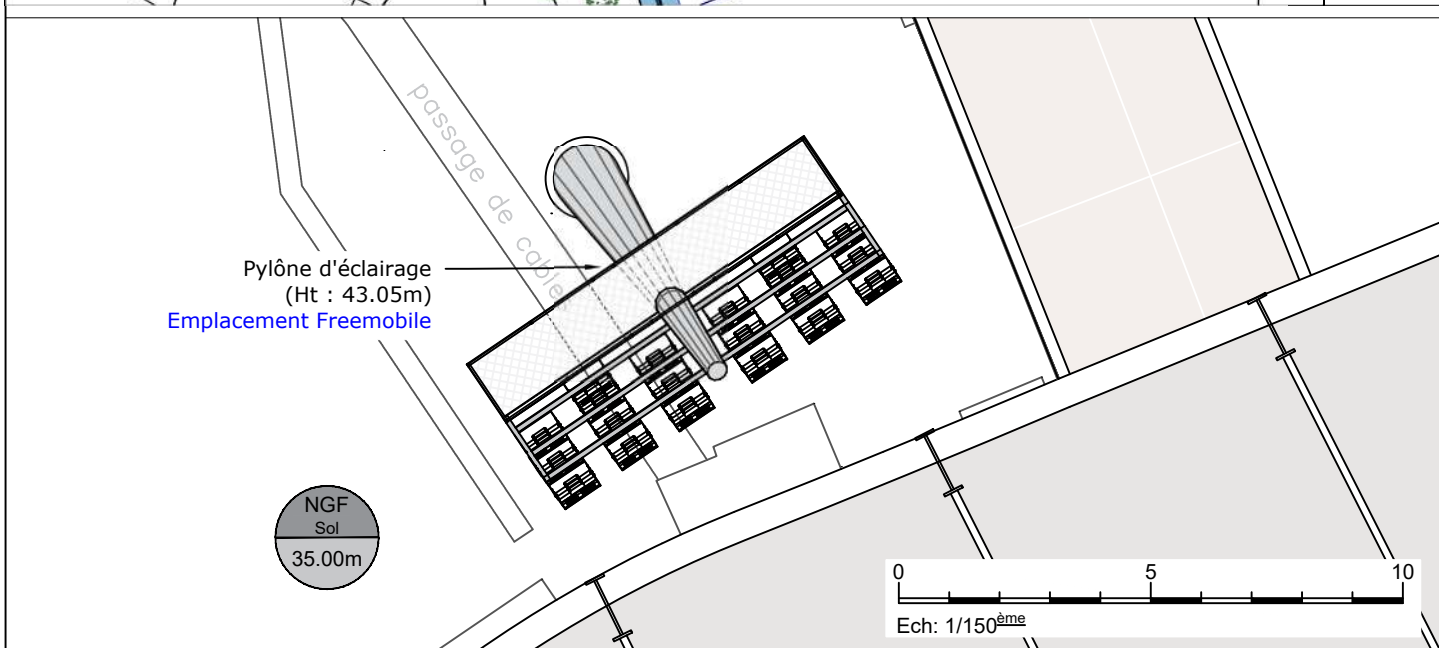 passage de cable
Pylône d'éclairage
(Ht : 43.05m)
Emplacement Freemobile
NGF
Sol
35.00m
0 5 10
Ech: 1/150ème